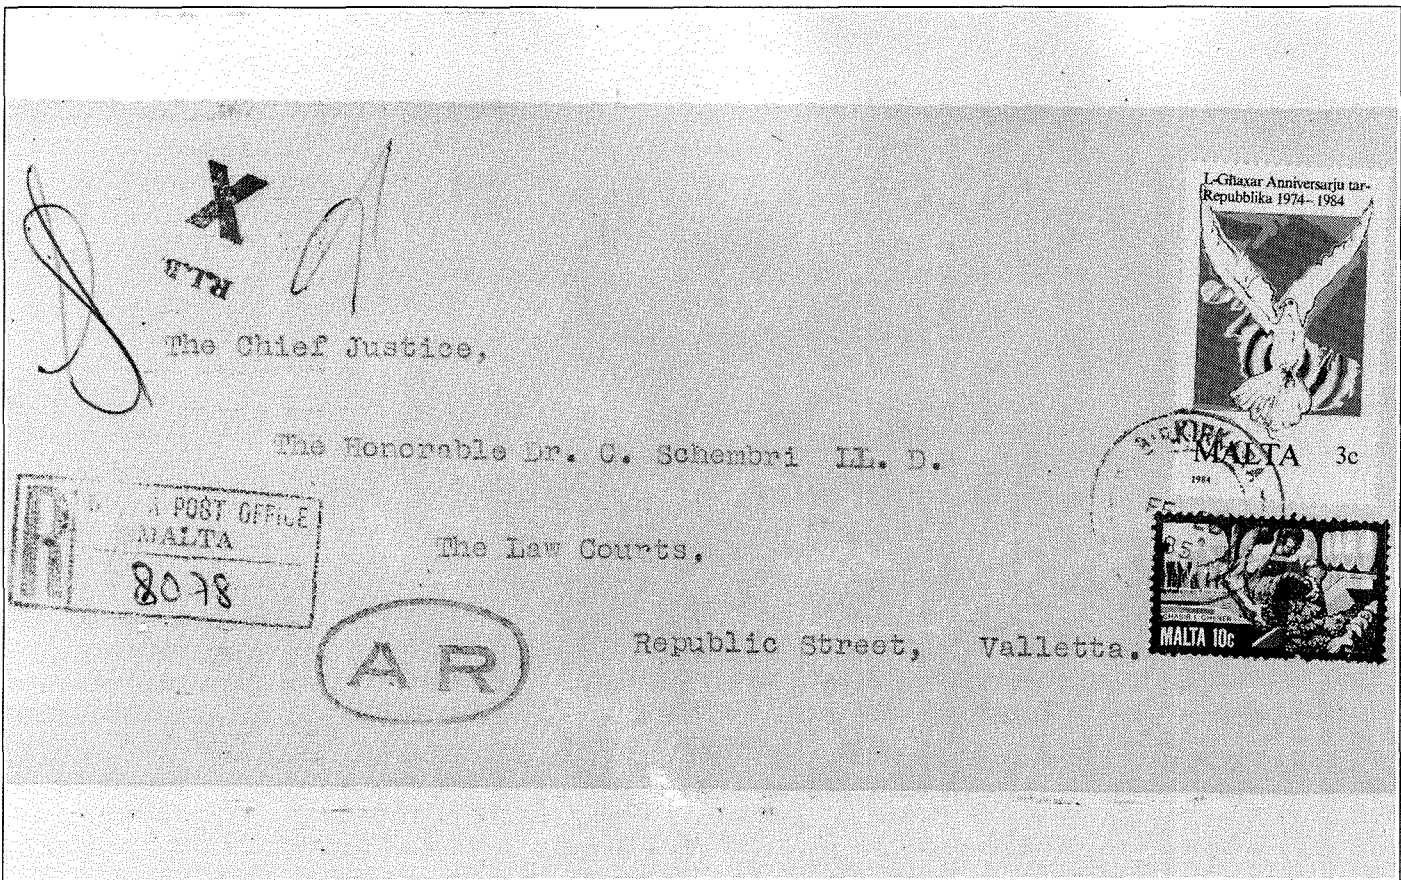 L-Għaxar Anniversarju tar-
Repubblika 1974–1984
X
R.L.B
The Chief Justice,
The Honorable Dr. C. Schembri LL. D.
MALTA 3c
1984
R
POST OFFICE
MALTA
8078
The Law Courts.
85
MALTA 10c
A R
Republic Street, Valletta.